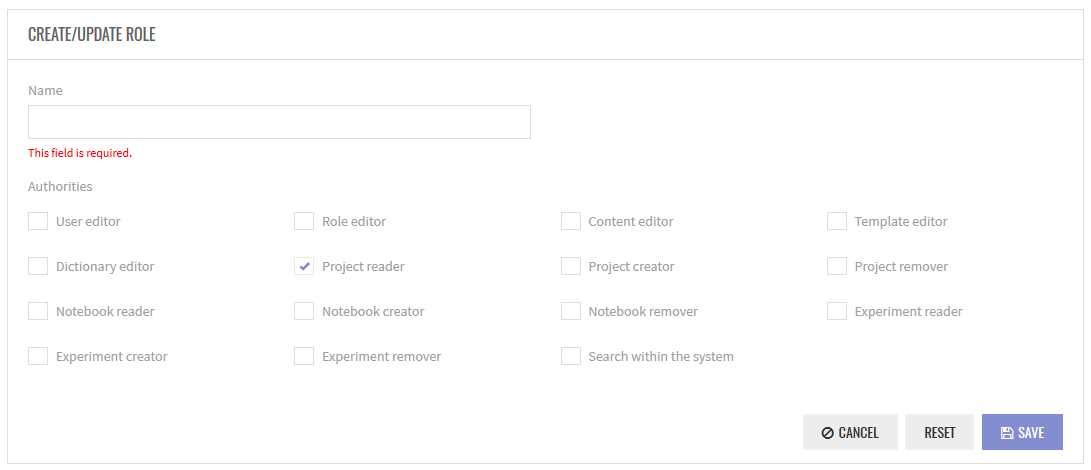 CREATE/UPDATE ROLE
Name
This field is required.
Authorities
User editor Role editor Content editor Template editor
Dictionary editor Project reader Project creator Project remover
Notebook reader Notebook creator Notebook remover Experiment reader
Experiment creator Experiment remover Search within the system
CANCEL RESET SAVE